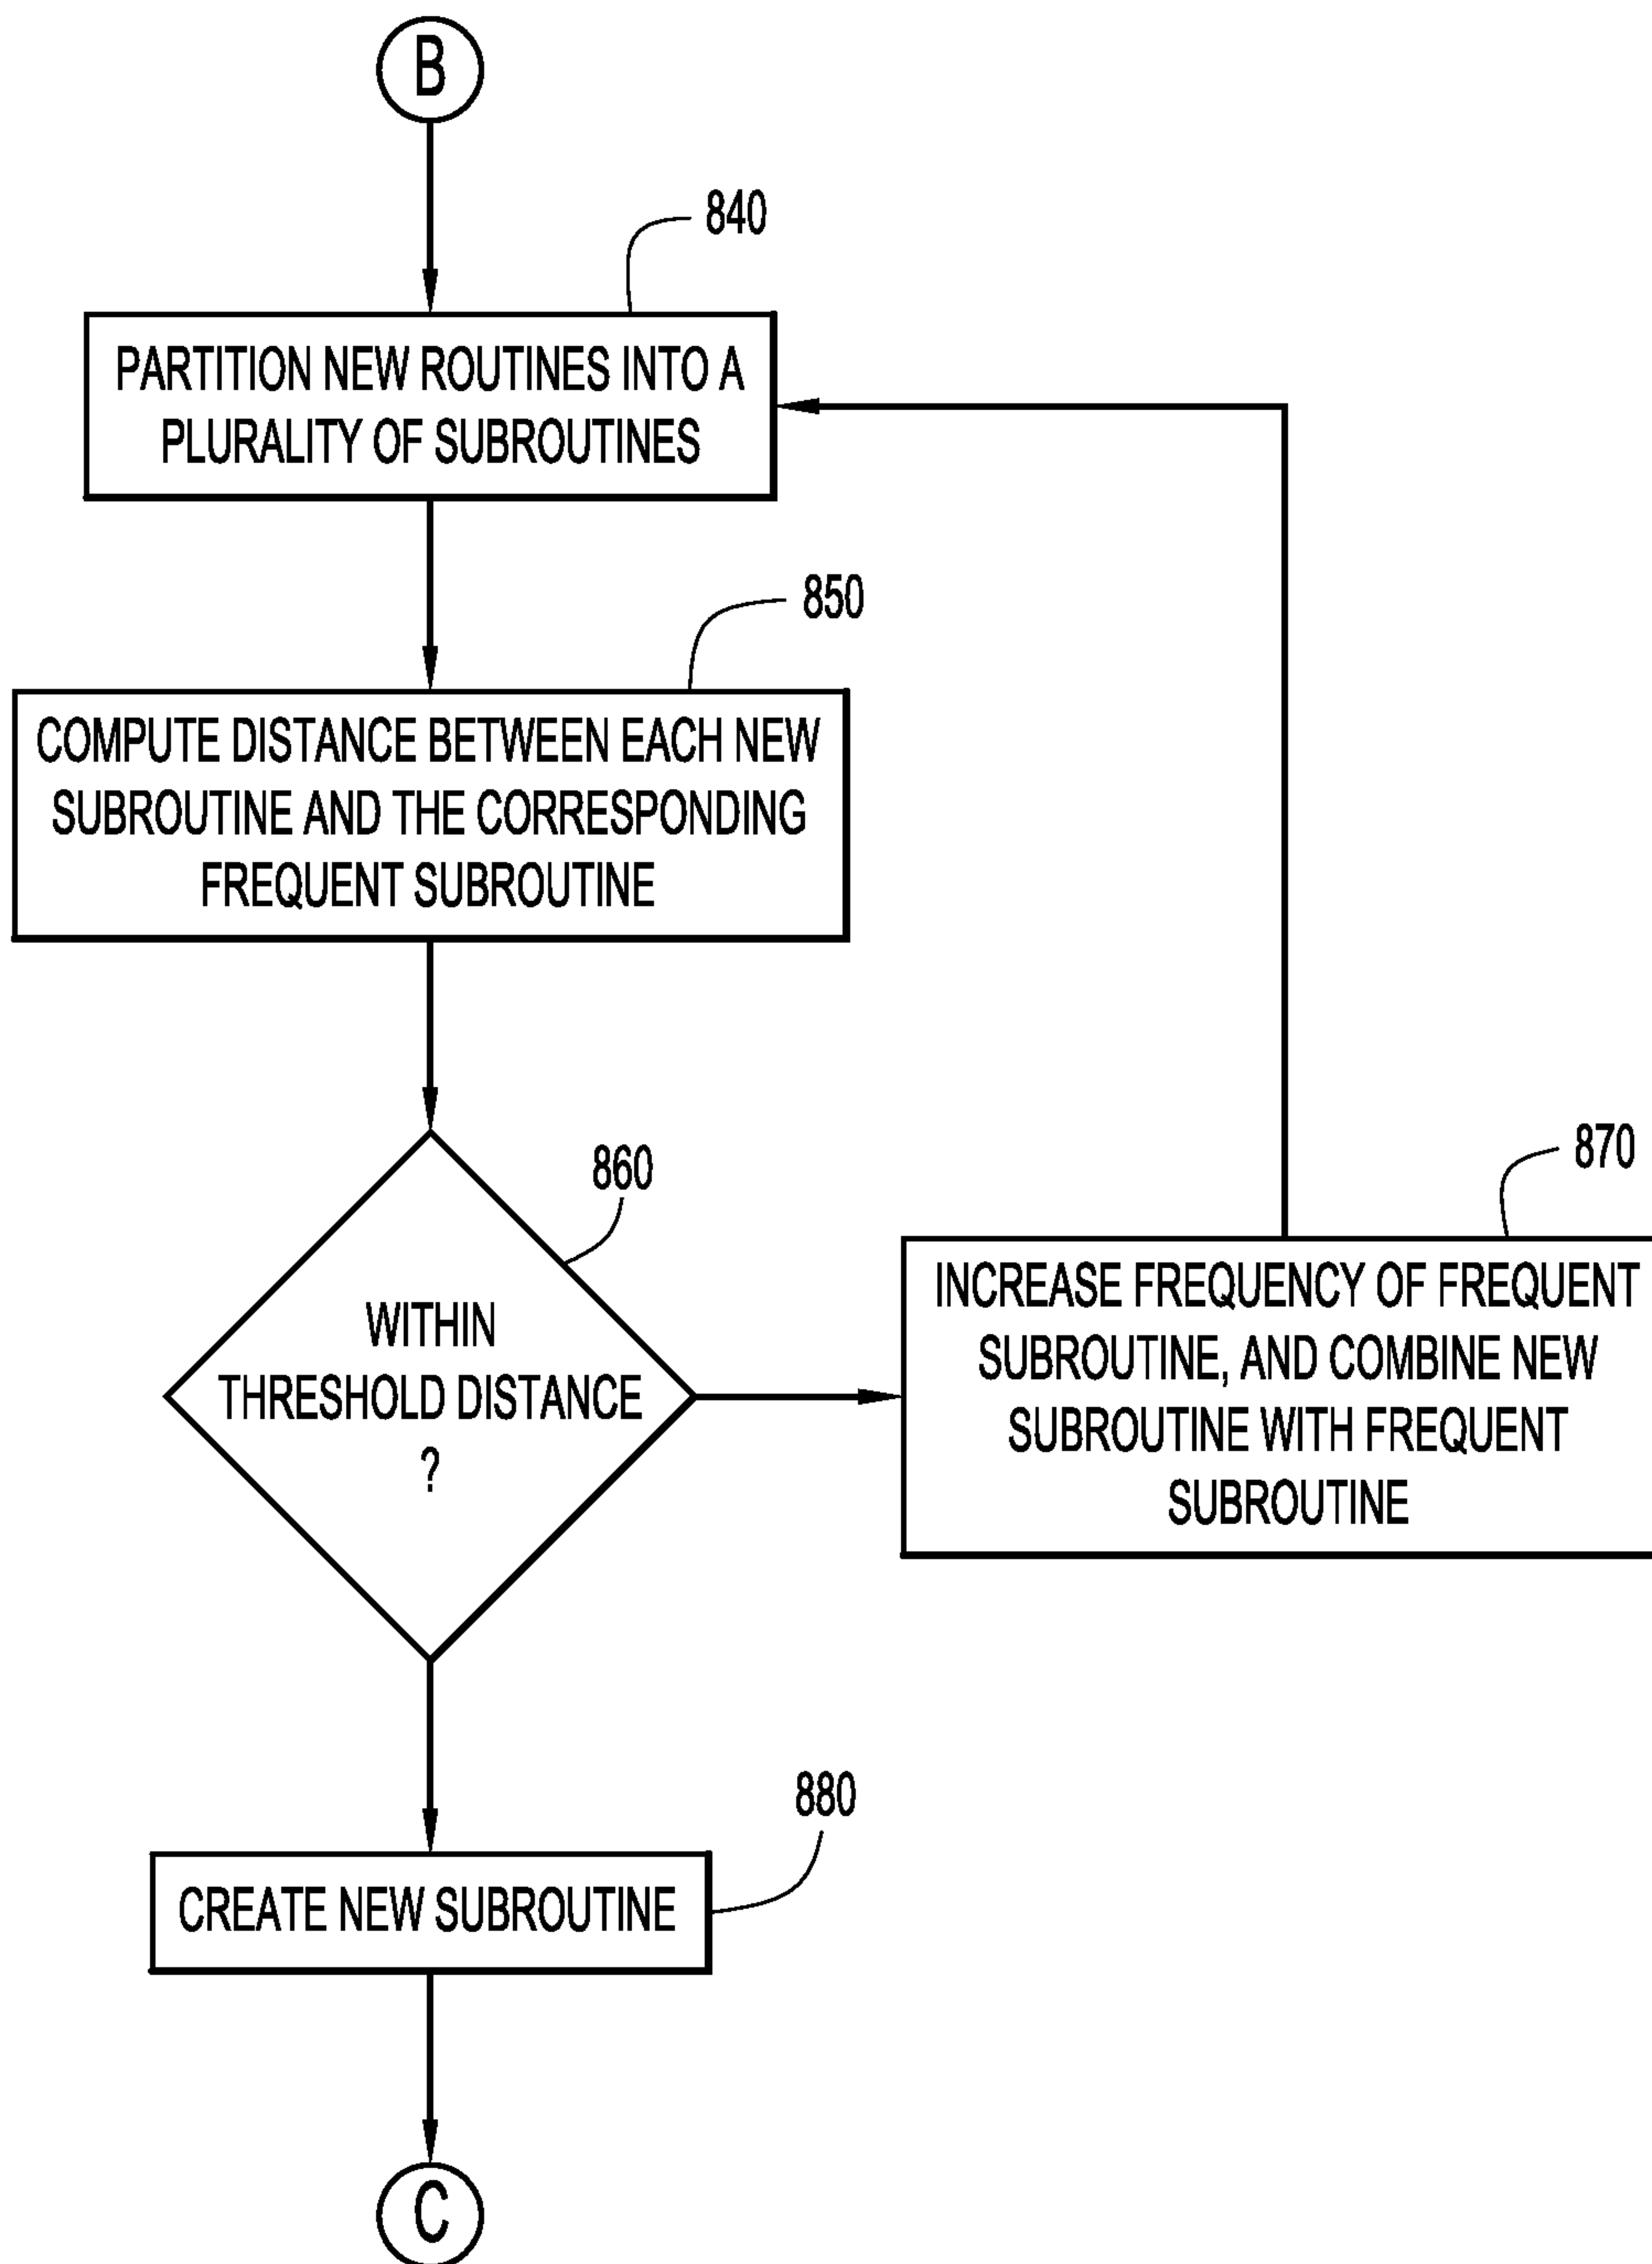 B
840
PARTITION NEW ROUTINES INTO A
PLURALITY OF SUBROUTINES
850
COMPUTE DISTANCE BETWEEN EACH NEW
SUBROUTINE AND THE CORRESPONDING
FREQUENT SUBROUTINE
860
WITHIN
THRESHOLD DISTANCE
?
870
INCREASE FREQUENCY OF FREQUENT
SUBROUTINE, AND COMBINE NEW
SUBROUTINE WITH FREQUENT
SUBROUTINE
880
CREATE NEW SUBROUTINE
C